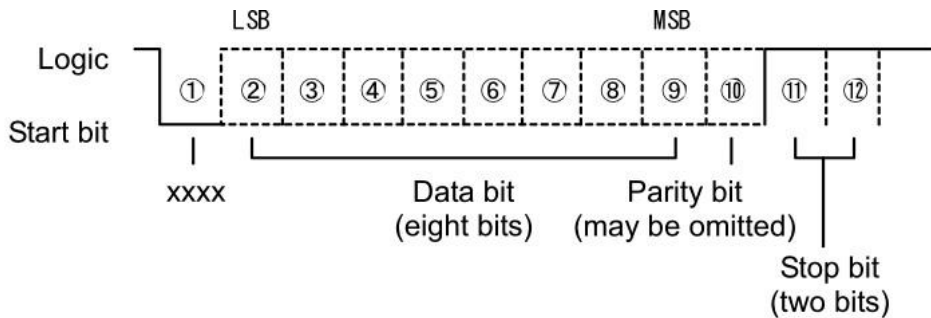 LSB MSB
Logic
① ② ③ ④ ⑤ ⑥ ⑦ ⑧ ⑨ ⑩ ⑪ ⑫
Start bit
xxxx
Data bit
(eight bits)
Parity bit
(may be omitted)
Stop bit
(two bits)